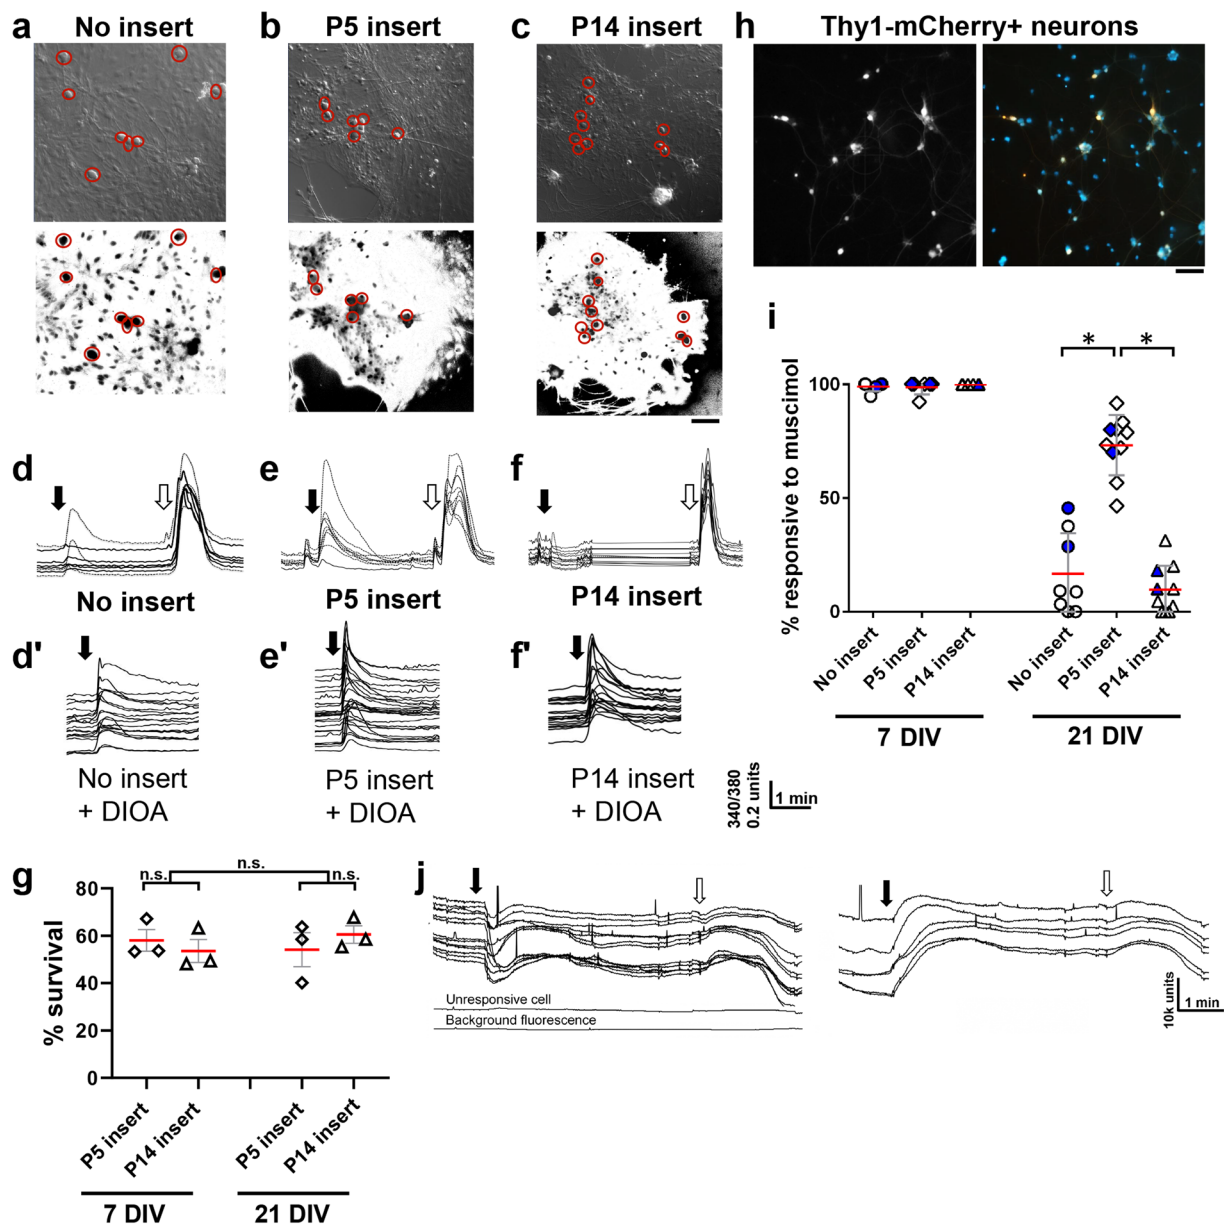 a No insert
b P5 insert
c P14 insert
h Thy1-mCherry+ neurons
d
e
f
No insert
P5 insert
P14 insert
d'
e'
f'
No insert
+ DIOA
P5 insert
+ DIOA
P14 insert
+ DIOA
340/380
0.2 units
1 min
i
% responsive to muscimol
100
50
0
* *
No insert
P5 insert
P14 insert
No insert
P5 insert
P14 insert
7 DIV
21 DIV
g
% survival
80
60
40
20
0
n.s.
n.s.
n.s.
P5 insert
P14 insert
P5 insert
P14 insert
7 DIV
21 DIV
j
Unresponsive cell
Background fluorescence
10k units
1 min